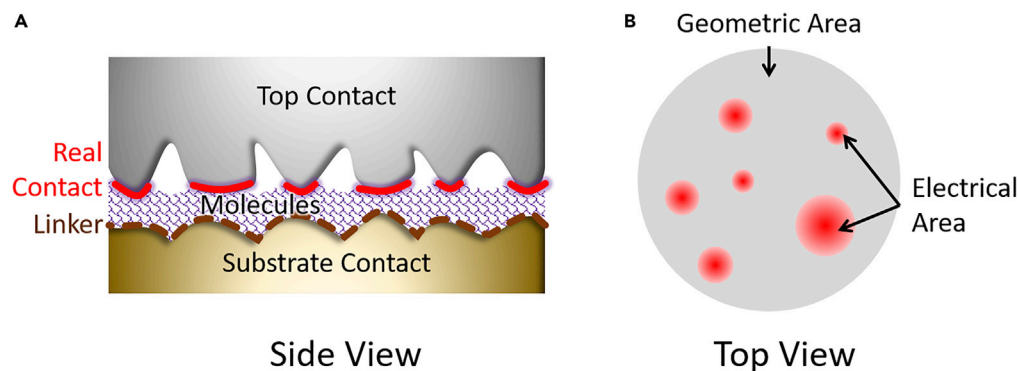 A
Top Contact
Real
Contact
Molecules
Linker
Substrate Contact
Side View
B
Geometric Area
Electrical
Area
Top View